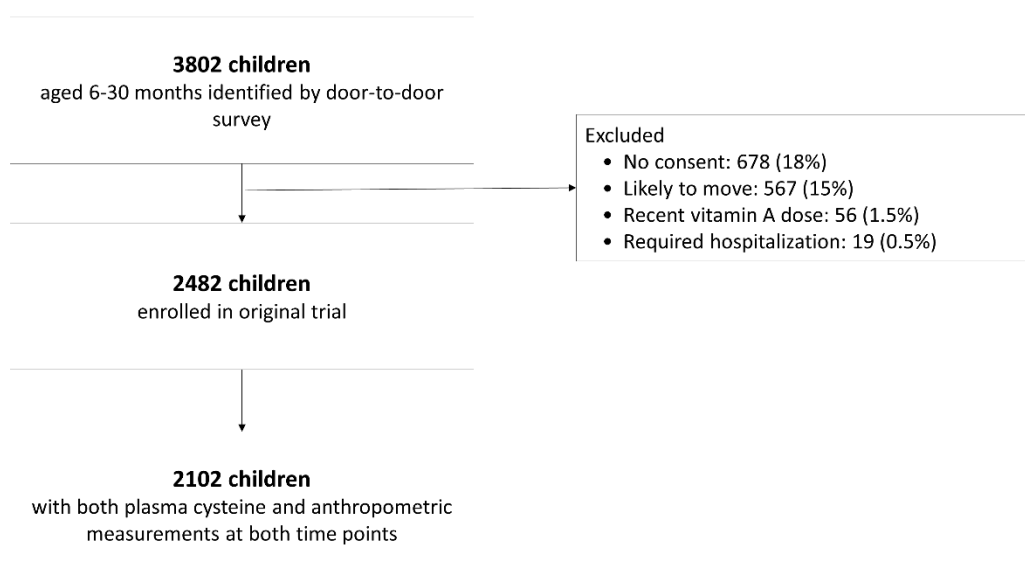 3802 children
aged 6-30 months identified by door-to-door
survey
Excluded
• No consent: 678 (18%)
• Likely to move: 567 (15%)
• Recent vitamin A dose: 56 (1.5%)
• Required hospitalization: 19 (0.5%)
2482 children
enrolled in original trial
2102 children
with both plasma cysteine and anthropometric
measurements at both time points